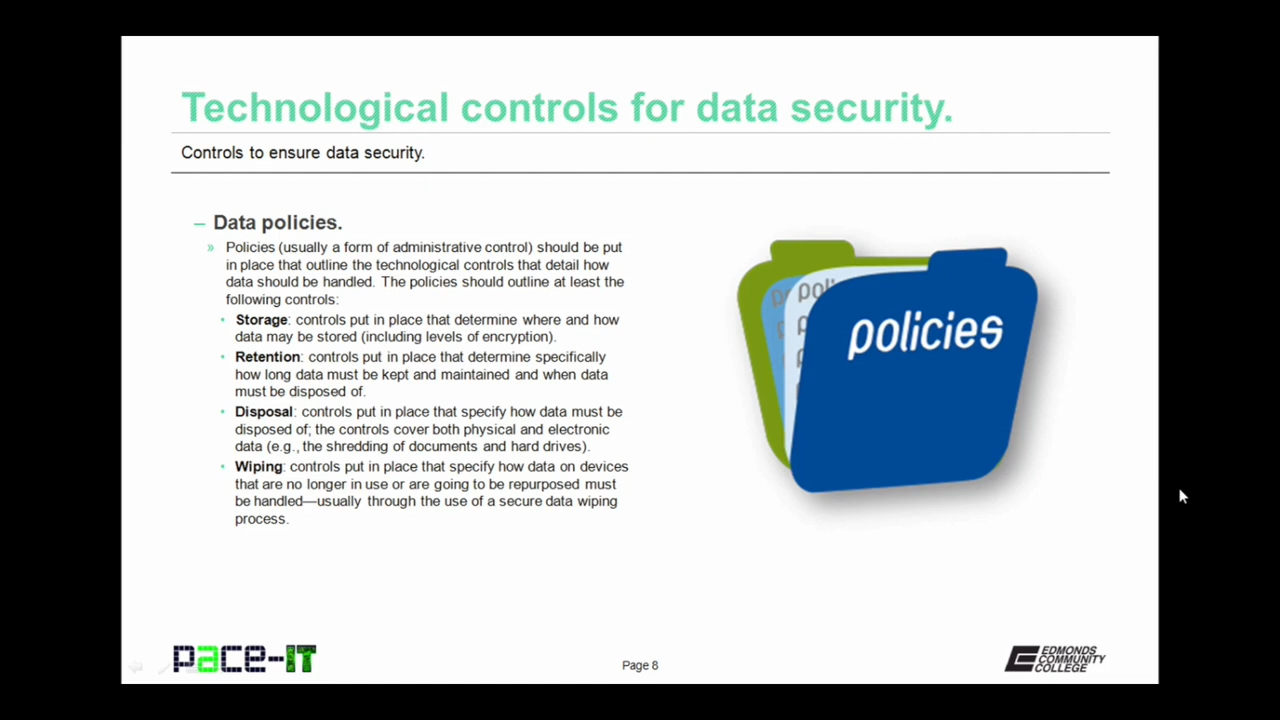 Technological controls for data security.
Controls to ensure data security.
– Data policies.
» Policies (usually a form of administrative control) should be put
in place that outline the technological controls that detail how
data should be handled. The policies should outline at least the
following controls:
• Storage: controls put in place that determine where and how
data may be stored (including levels of encryption).
• Retention: controls put in place that determine specifically
how long data must be kept and maintained and when data
must be disposed of.
• Disposal: controls put in place that specify how data must be
disposed of; the controls cover both physical and electronic
data (e.g., the shredding of documents and hard drives).
• Wiping: controls put in place that specify how data on devices
that are no longer in use or are going to be repurposed must
be handled—usually through the use of a secure data wiping
process.
poli
policies
pace-IT
Page 8
EDMONDS
COMMUNITY
COLLEGE